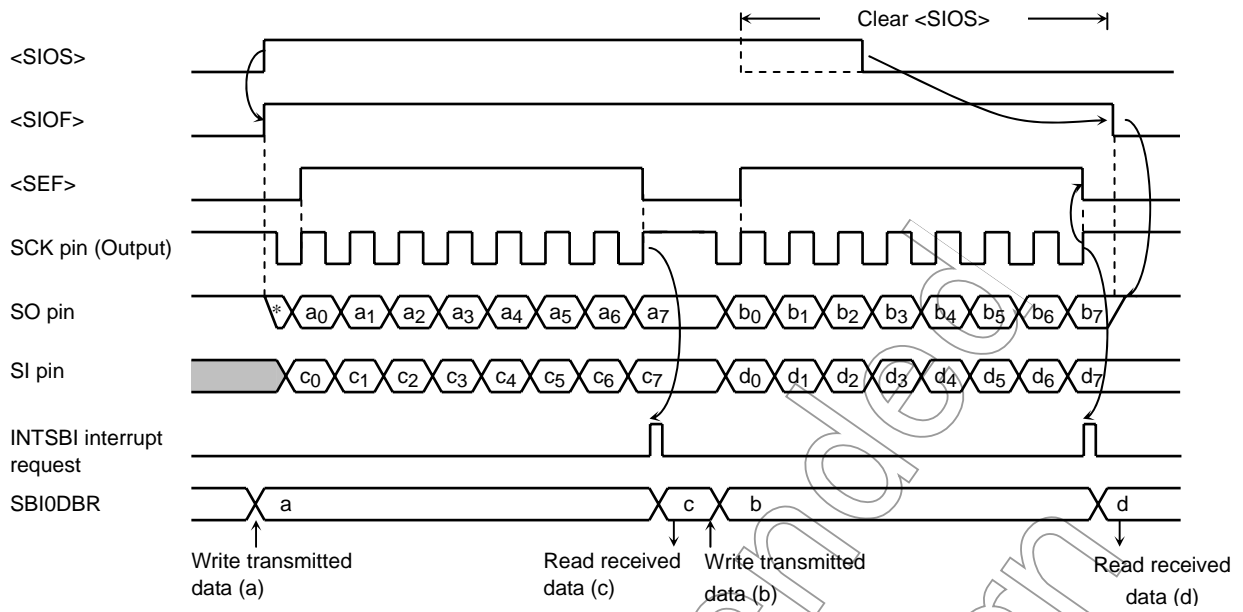 Clear <SIOS>
<SIOS>
<SIOF>
<SEF>
SCK pin (Output)
SO pin
* a0 a1 a2 a3 a4 a5 a6 a7 b0 b1 b2 b3 b4 b5 b6 b7
SI pin
c0 c1 c2 c3 c4 c5 c6 c7 d0 d1 d2 d3 d4 d5 d6 d7
INTSBI interrupt
request
SBI0DBR
a c b d
Write transmitted
data (a)
Read received
data (c)
Write transmitted
data (b)
Read received
data (d)